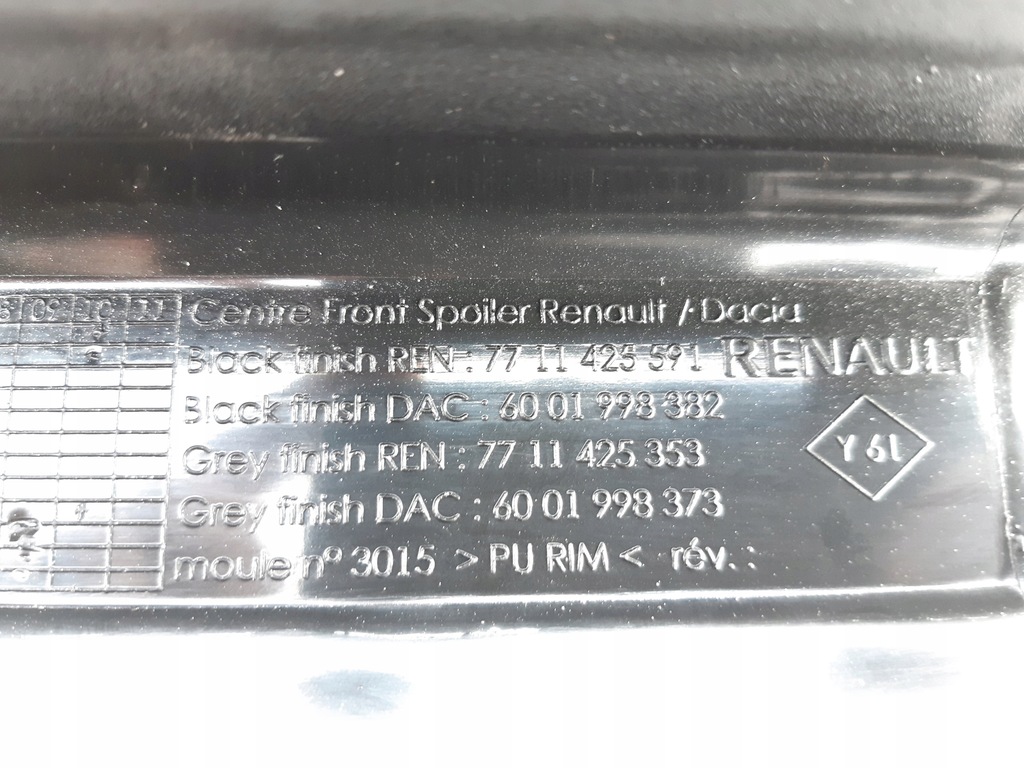 Centre Front Spoiler Renault / Dacia
Black finish REN : 77 11 425 591
RENAULT
Black finish DAC : 60 01 998 382
Y 61
Grey finish REN : 77 11 425 353
Grey finish DAC : 60 01 998 373
moule n° 3015 > PU RIM < rév. :